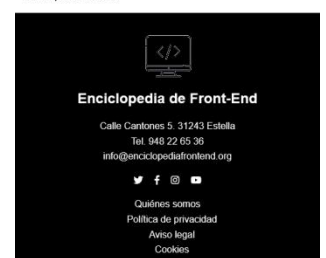 </>
Enciclopedia de Front-End
Calle Cantones 5. 31243 Estella
Tel. 948 22 65 36
info@enciclopediafrontend.org
Quiénes somos
Política de privacidad
Aviso legal
Cookies